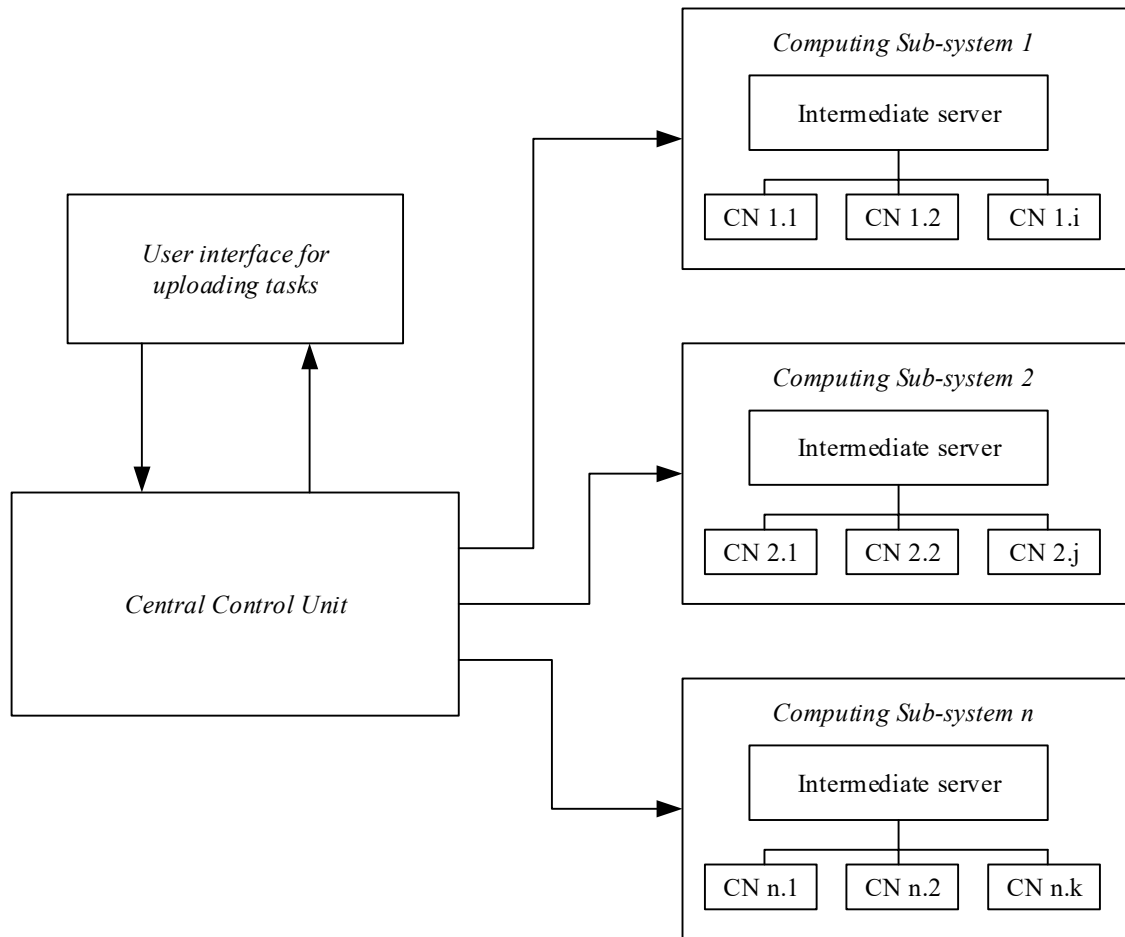 Computing Sub-system 1
Intermediate server
CN 1.1
CN 1.2
CN 1.i
User interface for
uploading tasks
Computing Sub-system 2
Intermediate server
CN 2.1
CN 2.2
CN 2.j
Central Control Unit
Computing Sub-system n
Intermediate server
CN n.1
CN n.2
CN n.k